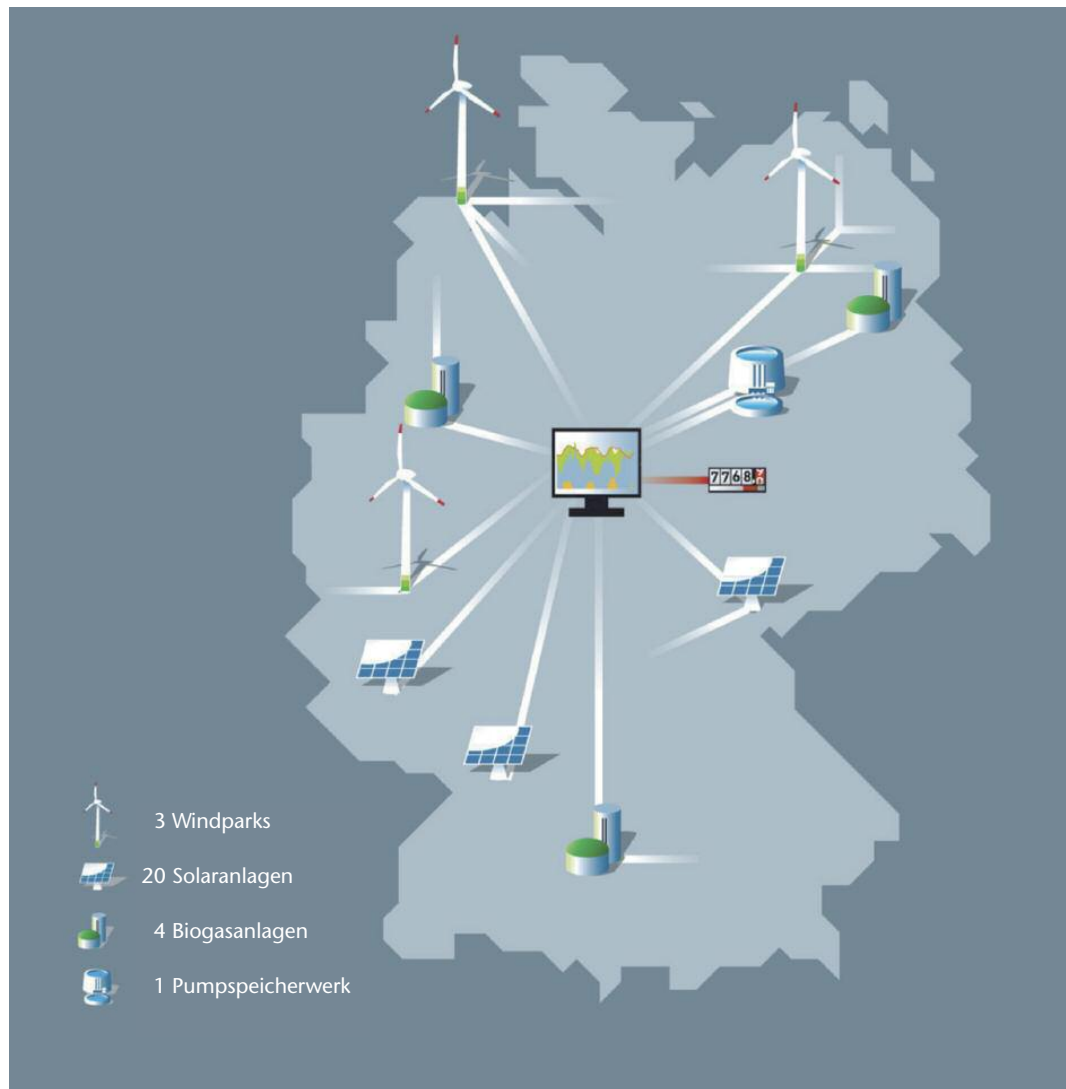 7768
3 Windparks
20 Solaranlagen
4 Biogasanlagen
1 Pumpspeicherwerk